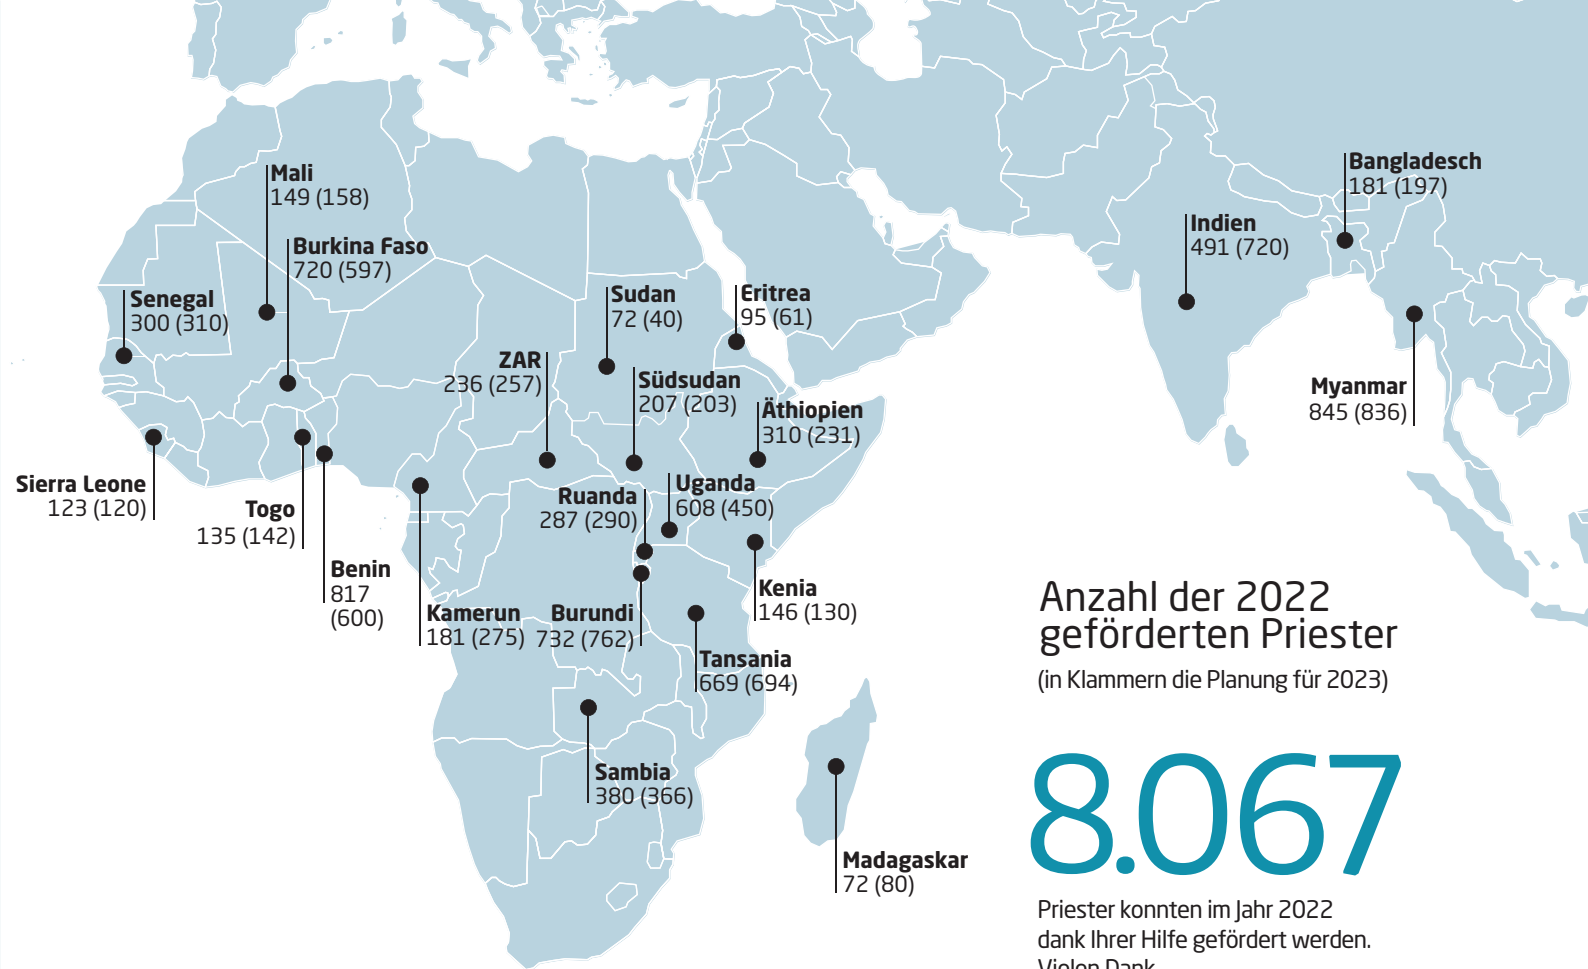 Mali
149 (158)
Burkina Faso
720 (597)
Senegal
300 (310)
Sierra Leone
123 (120)
Togo
135 (142)
Benin
817
(600)
Kamerun
181 (275)
ZAR
236 (257)
Sudan
72 (40)
Südsudan
207 (203)
Eritrea
95 (61)
Äthiopien
310 (231)
Uganda
608 (450)
Ruanda
287 (290)
Burundi
732 (762)
Kenia
146 (130)
Tansania
669 (694)
Sambia
380 (366)
Madagaskar
72 (80)
Indien
491 (720)
Bangladesch
181 (197)
Myanmar
845 (836)
Anzahl der 2022
geförderten Priester
(in Klammern die Planung für 2023)
8.067
Priester konnten im Jahr 2022
dank Ihrer Hilfe gefördert werden.
Vielen Dank